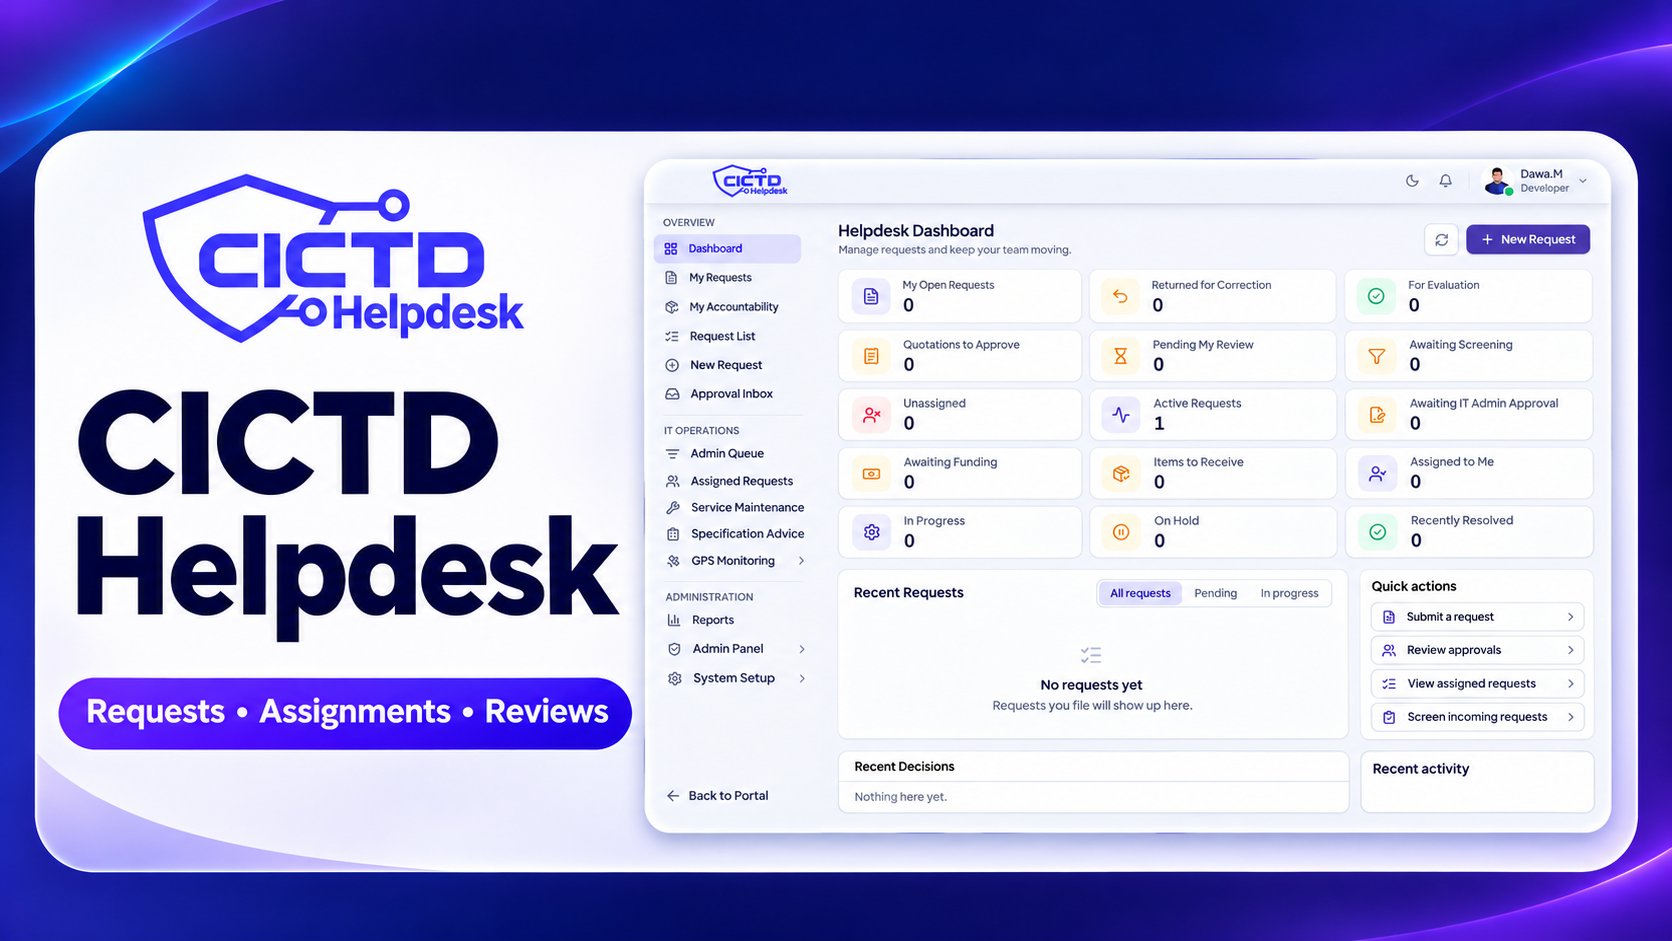 CICTD
Helpdesk
CICTD
Helpdesk
Requests • Assignments • Reviews
CICTD
Helpdesk
Dawa.M
Developer
OVERVIEW
Dashboard
My Requests
My Accountability
Request List
New Request
Approval Inbox
IT OPERATIONS
Admin Queue
Assigned Requests
Service Maintenance
Specification Advice
GPS Monitoring
ADMINISTRATION
Reports
Admin Panel
System Setup
Back to Portal
Helpdesk Dashboard
Manage requests and keep your team moving.
New Request
My Open Requests
0
Returned for Correction
0
For Evaluation
0
Quotations to Approve
0
Pending My Review
0
Awaiting Screening
0
Unassigned
0
Active Requests
1
Awaiting IT Admin Approval
0
Awaiting Funding
0
Items to Receive
0
Assigned to Me
0
In Progress
0
On Hold
0
Recently Resolved
0
Recent Requests
All requests
Pending
In progress
No requests yet
Requests you file will show up here.
Quick actions
Submit a request
Review approvals
View assigned requests
Screen incoming requests
Recent Decisions
Nothing here yet.
Recent activity